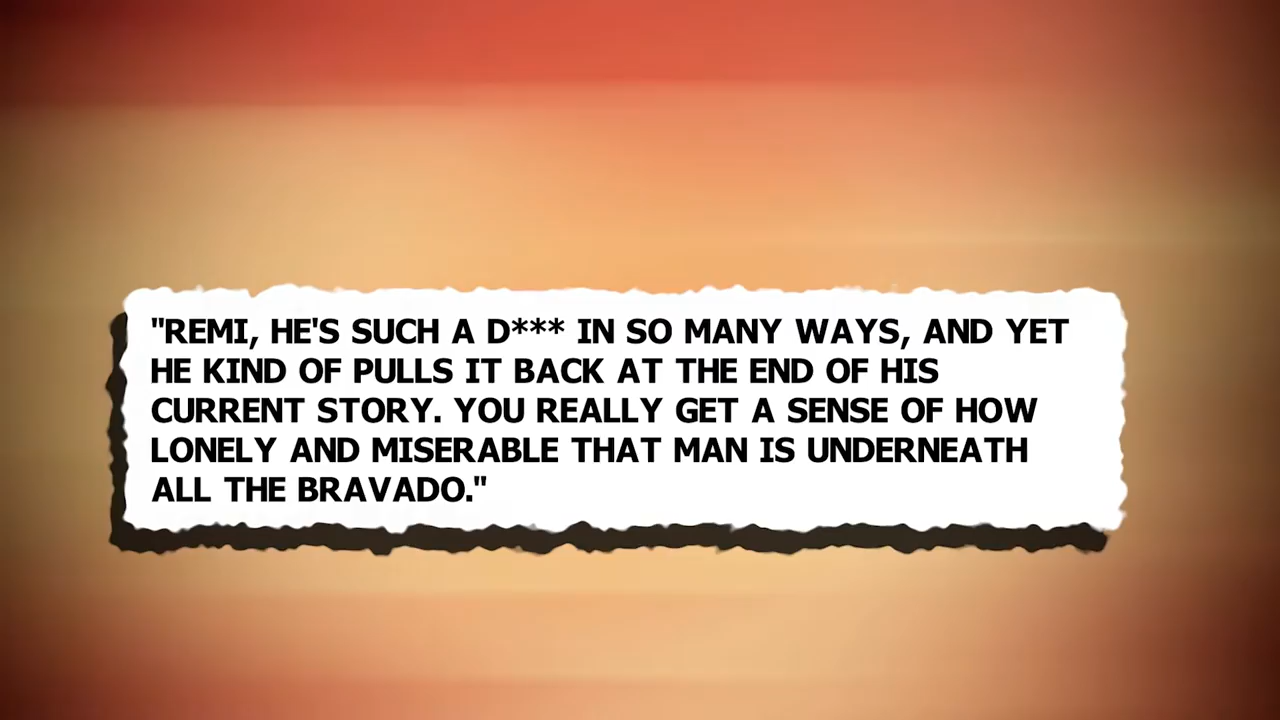 "REMI, HE'S SUCH A D*** IN SO MANY WAYS, AND YET
HE KIND OF PULLS IT BACK AT THE END OF HIS
CURRENT STORY. YOU REALLY GET A SENSE OF HOW
LONELY AND MISERABLE THAT MAN IS UNDERNEATH
ALL THE BRAVADO."